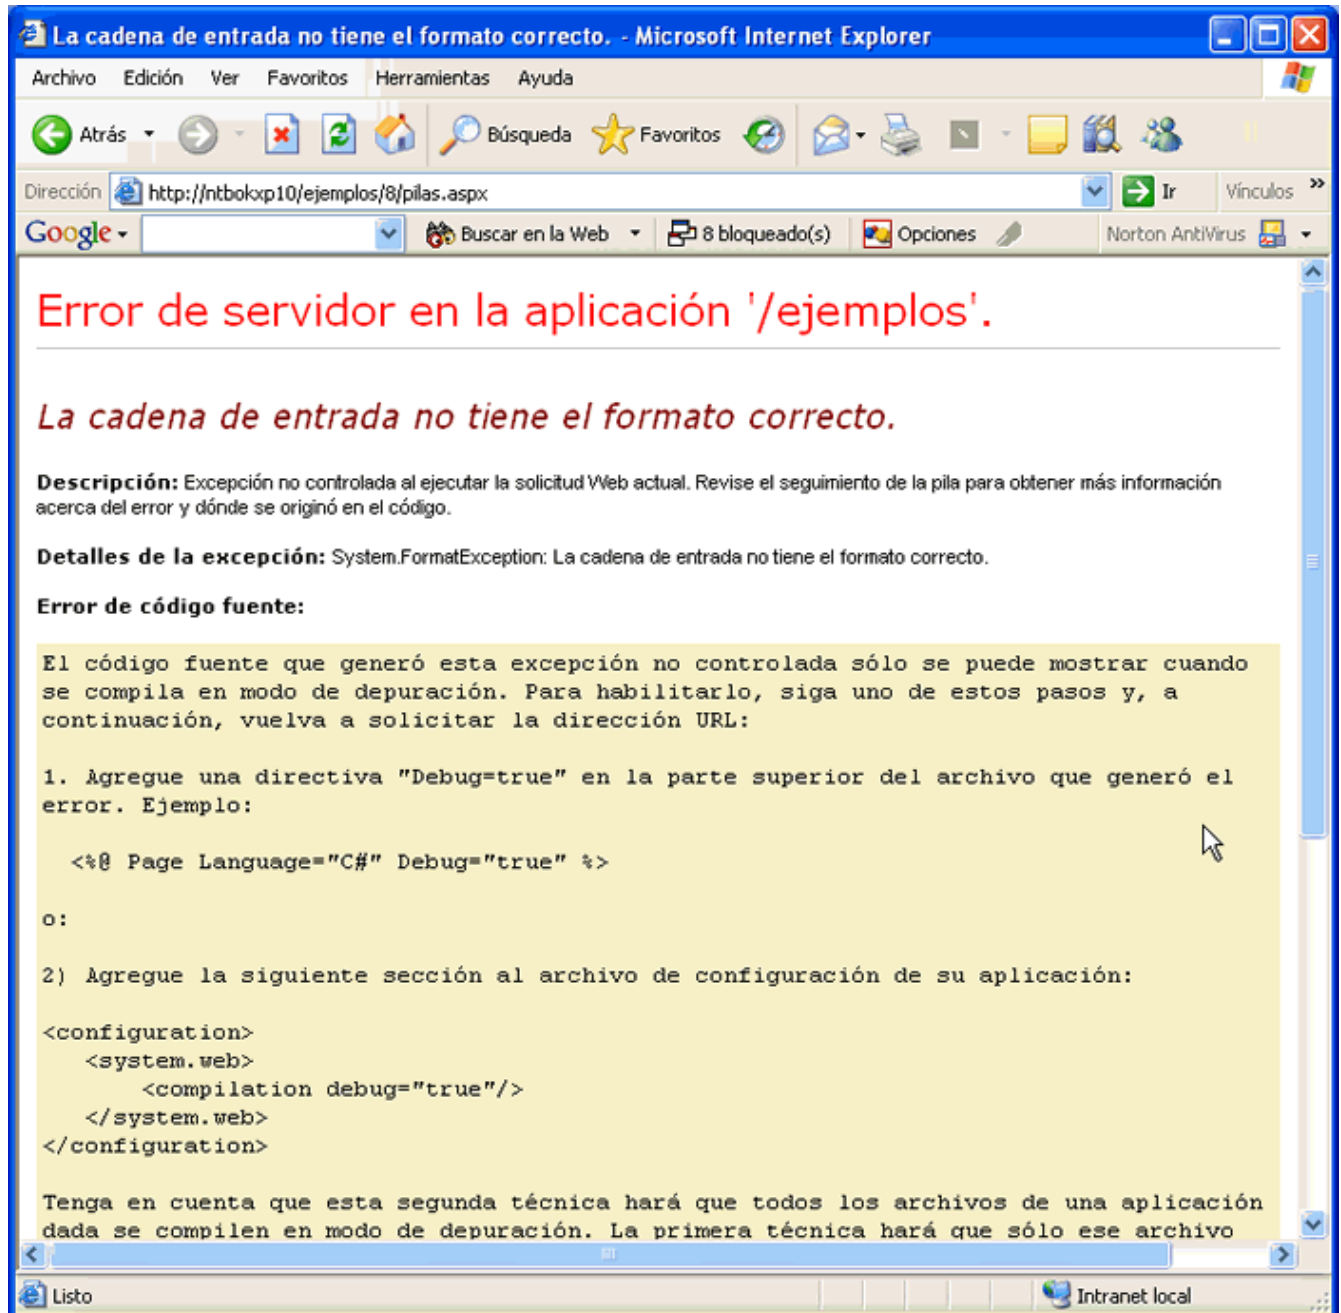 La cadena de entrada no tiene el formato correcto. - Microsoft Internet Explorer
Archivo Edición Ver Favoritos Herramientas Ayuda
Atrás Búsqueda Favoritos
Dirección http://ntbokxp10/ejemplos/8/pilas.aspx Ir Vínculos »
Google Buscar en la Web 8 bloqueado(s) Opciones Norton AntiVirus
Error de servidor en la aplicación '/ejemplos'.
La cadena de entrada no tiene el formato correcto.
Descripción: Excepción no controlada al ejecutar la solicitud Web actual. Revise el seguimiento de la pila para obtener más información
acerca del error y dónde se originó en el código.
Detalles de la excepción: System.FormatException: La cadena de entrada no tiene el formato correcto.
Error de código fuente:
El código fuente que generó esta excepción no controlada sólo se puede mostrar cuando
se compila en modo de depuración. Para habilitarlo, siga uno de estos pasos y, a
continuación, vuelva a solicitar la dirección URL:
1. Agregue una directiva "Debug=true" en la parte superior del archivo que generó el
error. Ejemplo:
<%@ Page Language="C#" Debug="true" %>
o:
2) Agregue la siguiente sección al archivo de configuración de su aplicación:
<configuration>
<system.web>
<compilation debug="true"/>
</system.web>
</configuration>
Tenga en cuenta que esta segunda técnica hará que todos los archivos de una aplicación
dada se compilen en modo de depuración. La primera técnica hará que sólo ese archivo
Listo Intranet local